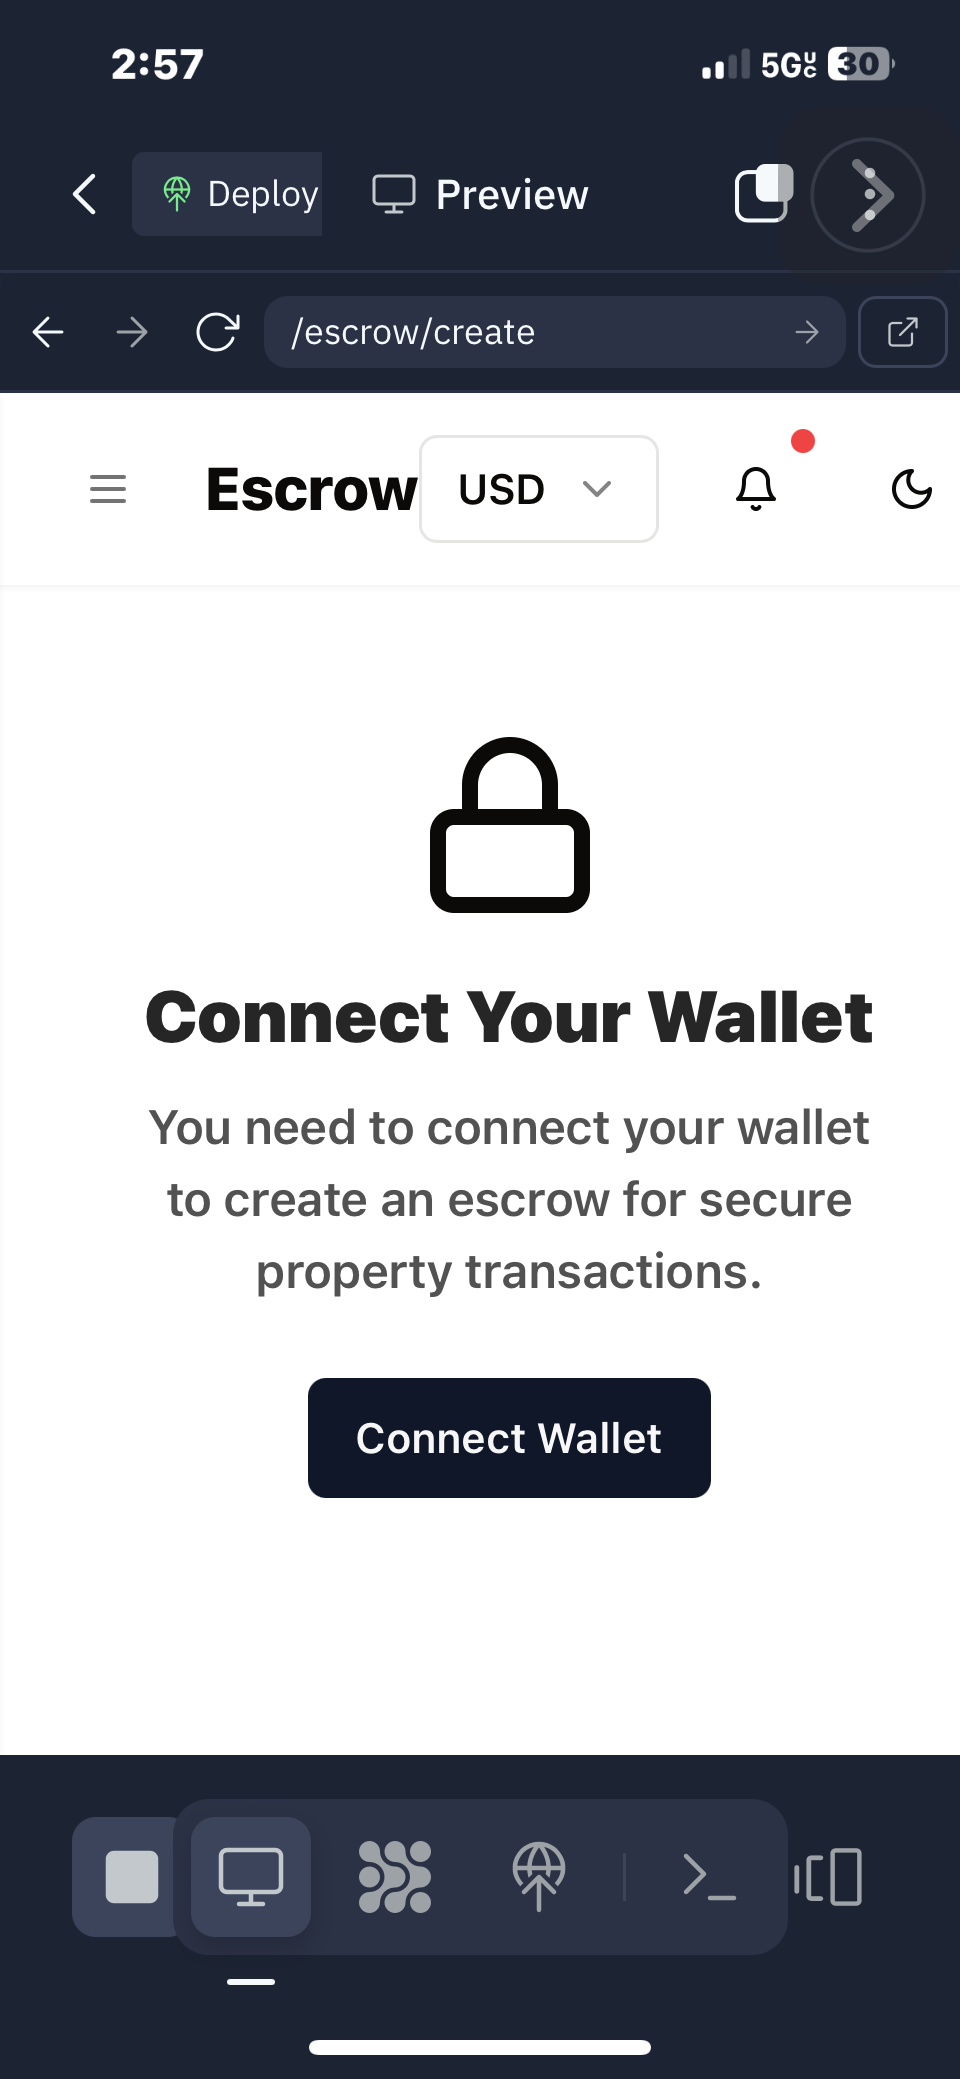 2:57
5GUC
30
Deploy
Preview
/escrow/create
Escrow
USD
Connect Your Wallet
You need to connect your wallet
to create an escrow for secure
property transactions.
Connect Wallet